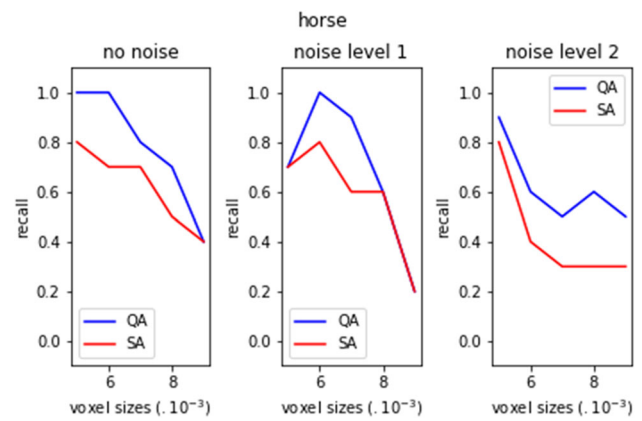 horse
no noise
noise level 1
noise level 2
recall
1.0
0.8
0.6
0.4
0.2
0.0
QA
SA
6
8
voxel sizes (. 10⁻³)
recall
1.0
0.8
0.6
0.4
0.2
0.0
QA
SA
6
8
voxel sizes (. 10⁻³)
recall
1.0
0.8
0.6
0.4
0.2
0.0
QA
SA
6
8
voxel sizes (. 10⁻³)